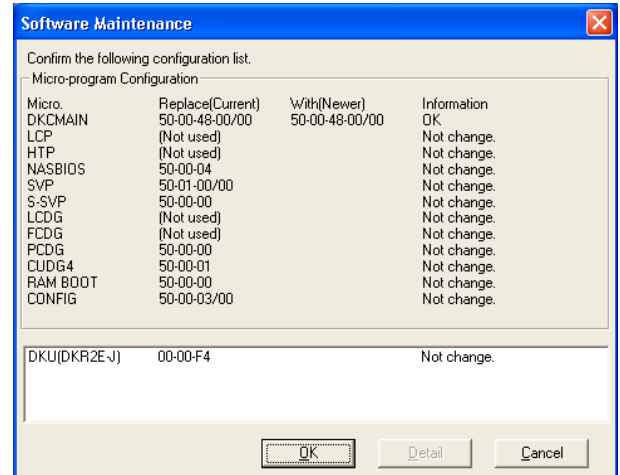 Software Maintenance
Confirm the following configuration list.
Micro-program Configuration
Micro. Replace(Current) With(Newer) Information
DKCMAIN 50-00-48-00/00 50-00-48-00/00 OK
LCP (Not used) Not change.
HTP (Not used) Not change.
NASBIOS 50-00-04 Not change.
SVP 50-01-00/00 Not change.
S-SVP 50-00-00 Not change.
LCDG (Not used) Not change.
FCDG (Not used) Not change.
PCDG 50-00-00 Not change.
CUDG4 50-00-01 Not change.
RAM BOOT 50-00-00 Not change.
CONFIG 50-00-03/00 Not change.
DKU(DKR2E-J) 00-00-F4 Not change.
OK Detail Cancel